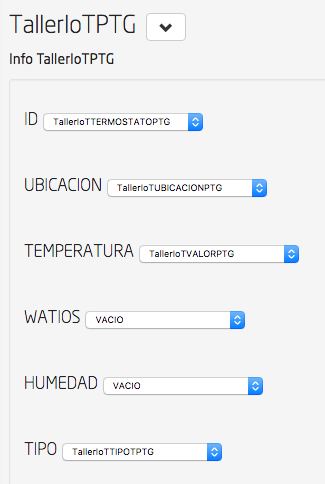 TallerIoTPTG
Info TallerIoTPTG
ID TallerIoTTERMOSTATOPTG
UBICACION TallerIoTUBICACIONPTG
TEMPERATURA TallerIoTVALORPTG
WATIOS VACIO
HUMEDAD VACIO
TIPO TallerIoTTIPOTPTG